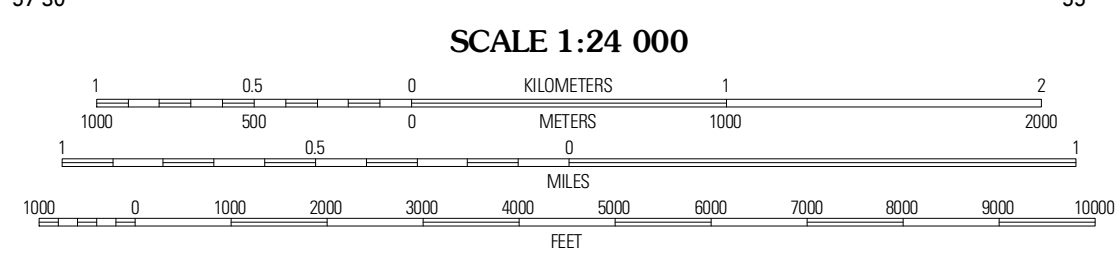 SCALE 1:24 000
1 0.5 0 KILOMETERS 1 2
1000 500 0 METERS 1000 2000
1 0.5 0 1
MILES
1000 0 1000 2000 3000 4000 5000 6000 7000 8000 9000 10000
FEET